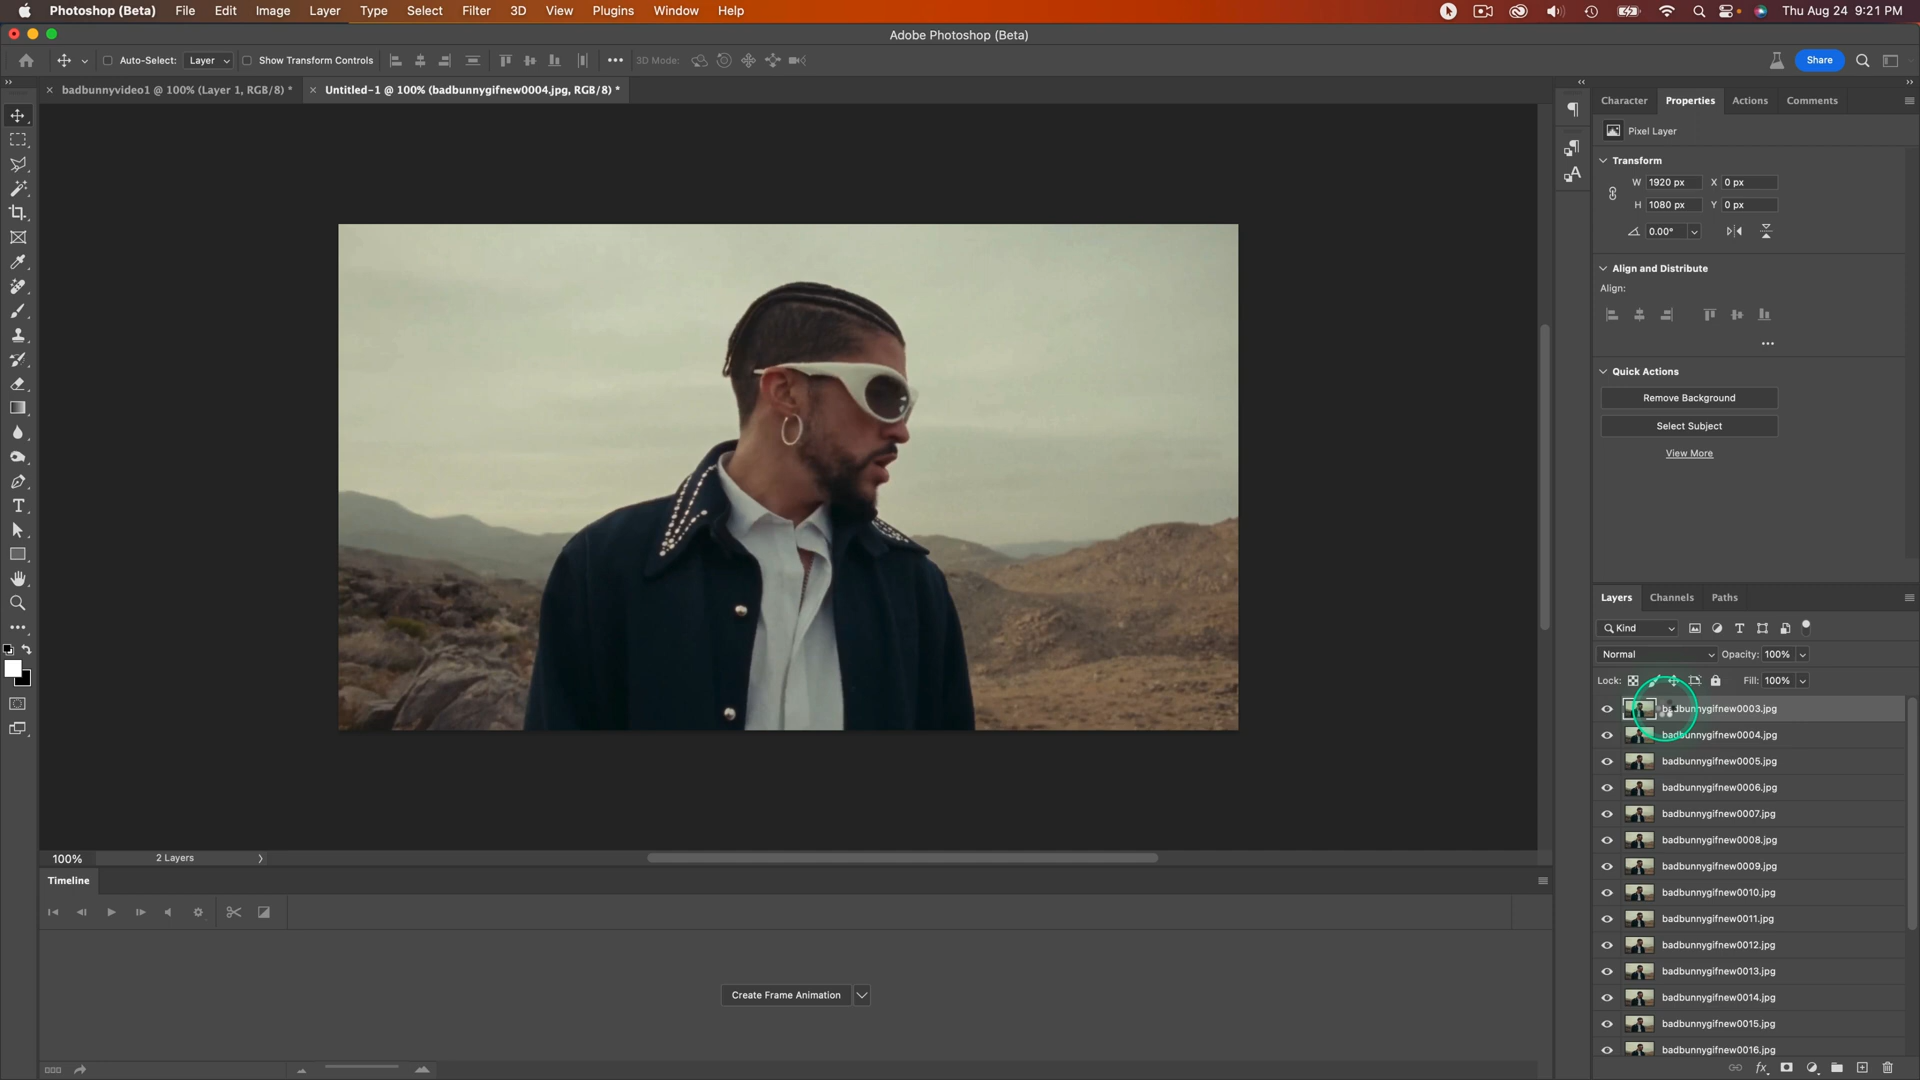 Photoshop (Beta) File Edit Image Layer Type Select Filter 3D View Plugins Window Help Thu Aug 24 9:21 PM
Adobe Photoshop (Beta)
Auto-Select: Layer Show Transform Controls 3D Mode: Share
badbunnyvideo1 @ 100% (Layer 1, RGB/8) * Untitled-1 @ 100% (badbunnygifnew0004.jpg, RGB/8) *
Character Properties Actions Comments
Pixel Layer
Transform
W 1920 px X 0 px
H 1080 px Y 0 px
0.00°
Align and Distribute
Align:
Quick Actions
Remove Background
Select Subject
View More
Layers Channels Paths
Kind
Normal Opacity: 100%
Lock: Fill: 100%
badbunnygifnew0003.jpg
badbunnygifnew0004.jpg
badbunnygifnew0005.jpg
badbunnygifnew0006.jpg
badbunnygifnew0007.jpg
badbunnygifnew0008.jpg
badbunnygifnew0009.jpg
badbunnygifnew0010.jpg
badbunnygifnew0011.jpg
badbunnygifnew0012.jpg
badbunnygifnew0013.jpg
badbunnygifnew0014.jpg
badbunnygifnew0015.jpg
badbunnygifnew0016.jpg
100% 2 Layers
Timeline
Create Frame Animation
fx